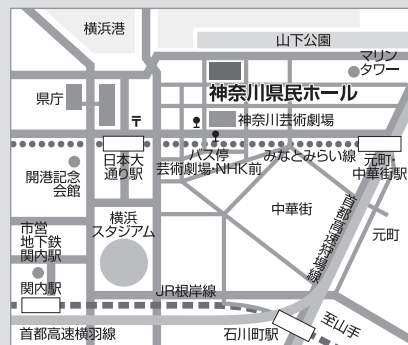 横浜港
山下公園
マリン
タワー
神奈川県民ホール
県庁
〒
神奈川芸術劇場
日本大
通り駅
バス停
芸術劇場・NHK前
みなとみらい線
元町・
中華街駅
開港記念
会館
中華街
首都高速狩場線
元町
横浜
スタジアム
市営
地下鉄
関内駅
関内駅
JR根岸線
首都高速横羽線
石川町駅
至山手